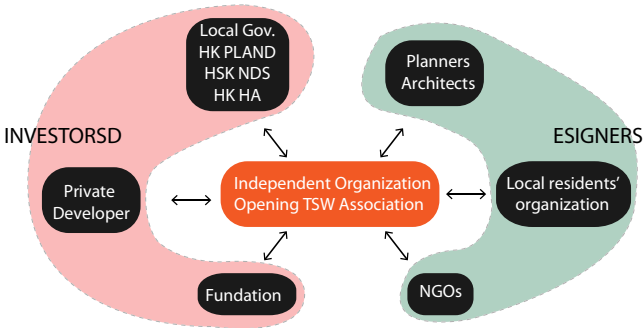 Local Gov.
HK PLAND
HSK NDS
HK HA
Planners
Architects
INVESTORSD
ESIGNERS
Private
Developer
Independent Organization
Opening TSW Association
Local residents'
organization
Fundation
NGOs